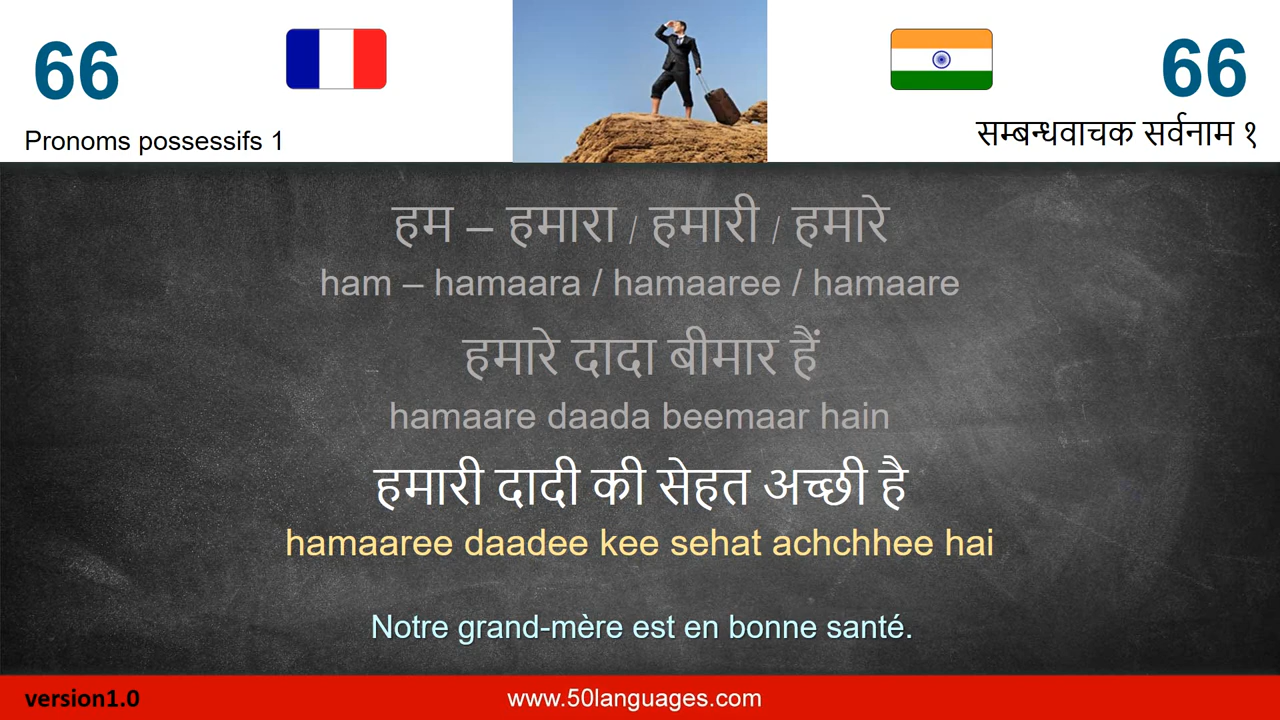 66
66
Pronoms possessifs 1
सम्बन्धवाचक सर्वनाम १
हम – हमारा / हमारी / हमारे
ham – hamaara / hamaaree / hamaare
हमारे दादा बीमार हैं
hamaare daada beemaar hain
हमारी दादी की सेहत अच्छी है
hamaaree daadee kee sehat achchhee hai
Notre grand-mère est en bonne santé.
version1.0
www.50languages.com